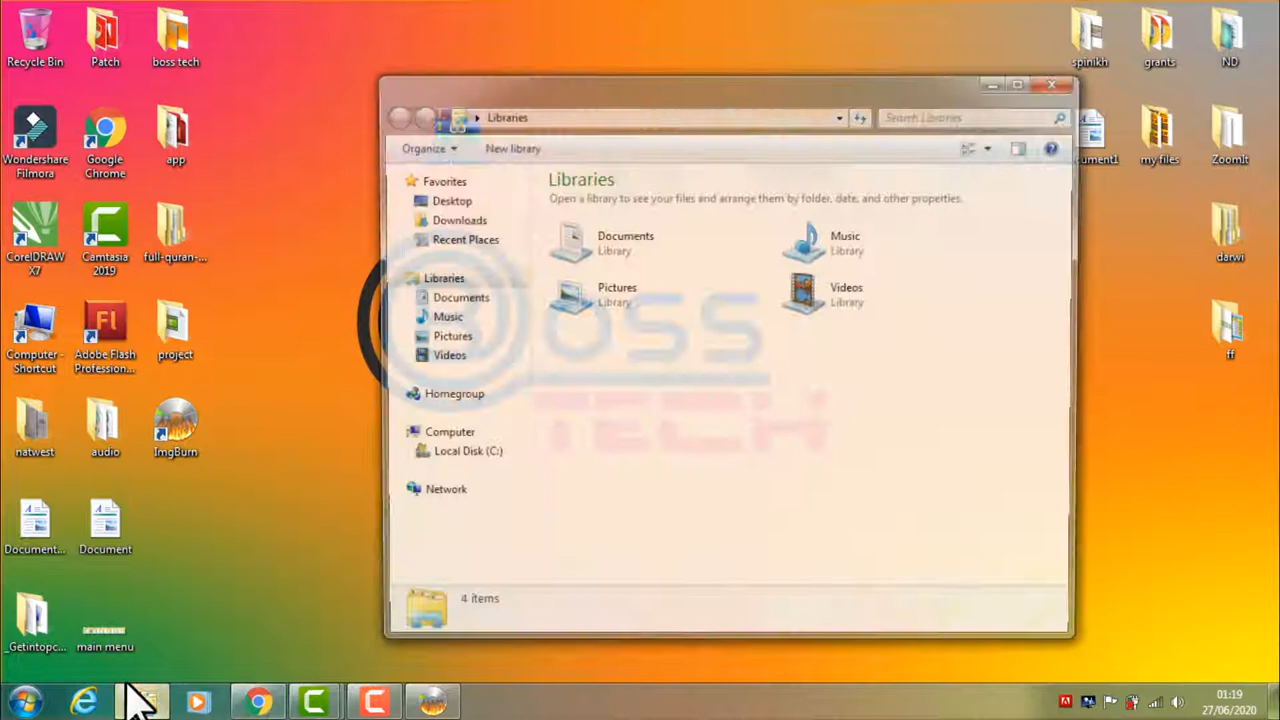 Recycle Bin
Patch
boss tech
spinikh
grants
ND
Wondershare
Filmora
Google
Chrome
app
ument1
my files
ZoomIt
CorelDRAW
X7
Camtasia
2019
full-quran-...
darwi
Computer -
Shortcut
Adobe Flash
Profession...
project
ff
natwest
audio
ImgBurn
Document...
Document
_Getintopc...
main menu
Libraries
Search Libraries
Organize
New library
Favorites
Desktop
Downloads
Recent Places
Libraries
Documents
Music
Pictures
Videos
Homegroup
Computer
Local Disk (C:)
Network
Libraries
Open a library to see your files and arrange them by folder, date, and other properties.
Documents
Library
Music
Library
Pictures
Library
Videos
Library
BOSS
TECH
4 items
01:19
27/06/2020